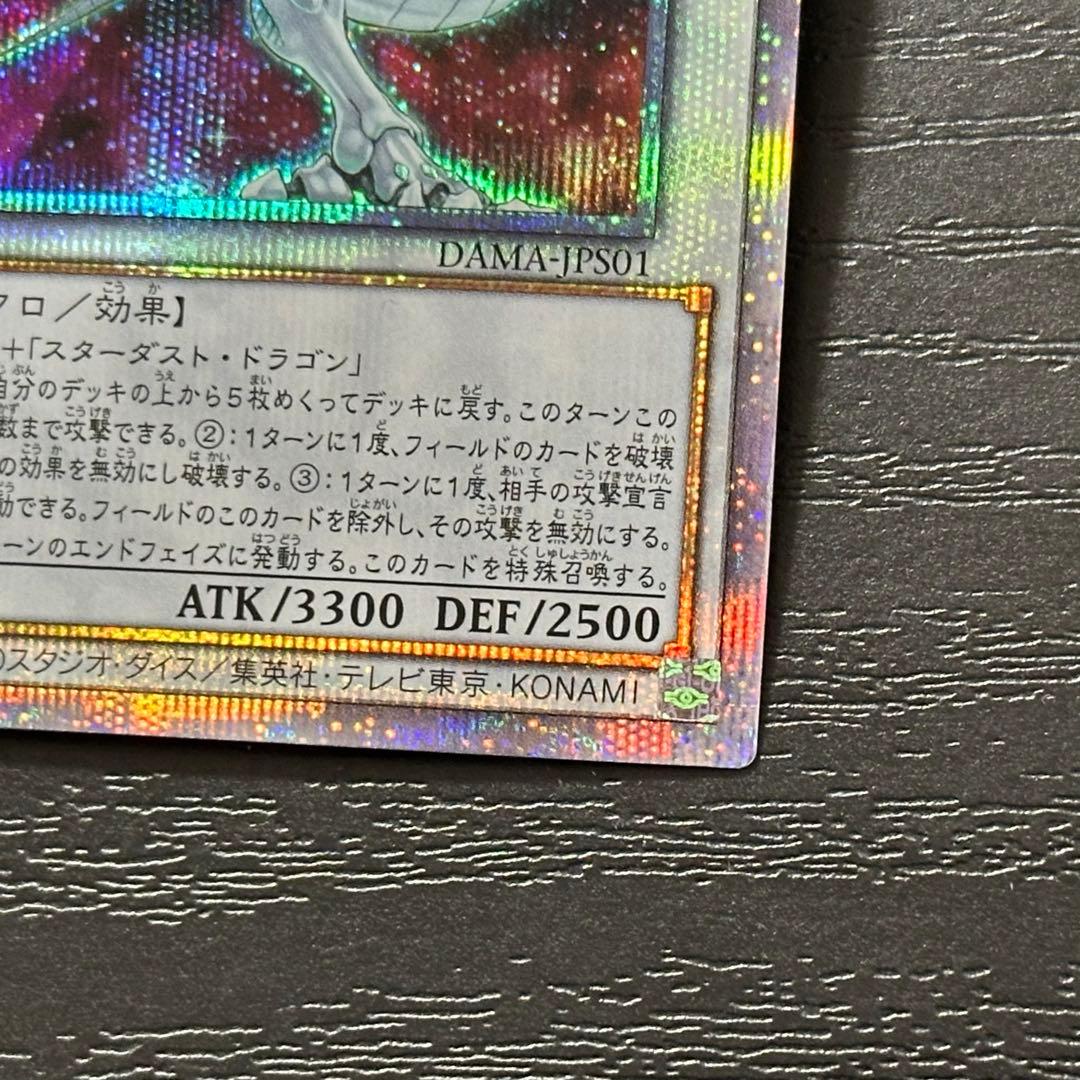 DAMA-JPS01
クロ／効果】
＋「スターダスト・ドラゴン」
自分のデッキの上から5枚めくってデッキに戻す。このターンこの
数まで攻撃できる。②：1ターンに1度、フィールドのカードを破壊
の効果を無効にし破壊する。③：1ターンに1度、相手の攻撃宣言
動できる。フィールドのこのカードを除外し、その攻撃を無効にする。
ーンのエンドフェイズに発動する。このカードを特殊召喚する。
ATK/3300 DEF/2500
スタジオ・ダイス／集英社・テレビ東京・KONAMI